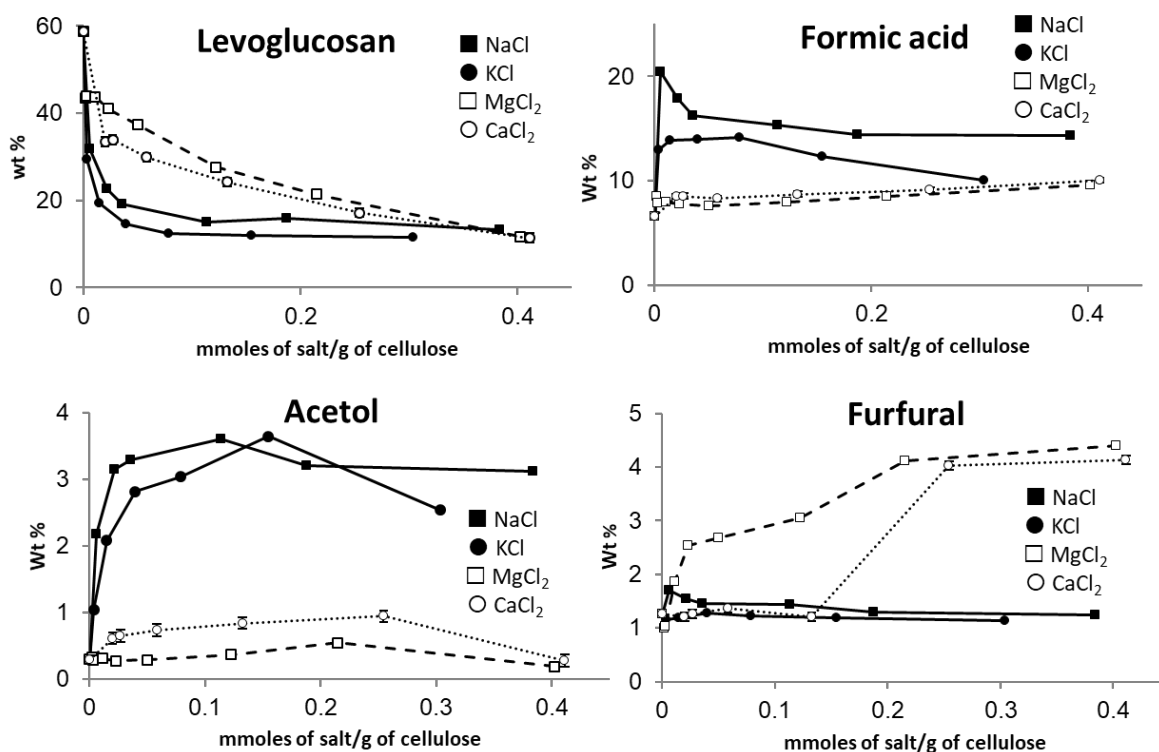 Levoglucosan
NaCl
KCl
MgCl₂
CaCl₂
wt %
60
40
20
0
0
0.2
0.4
mmoles of salt/g of cellulose
Formic acid
NaCl
KCl
MgCl₂
CaCl₂
Wt %
20
10
0
0
0.2
0.4
mmoles of salt/g of cellulose
Acetol
NaCl
KCl
MgCl₂
CaCl₂
Wt %
4
3
2
1
0
0
0.1
0.2
0.3
0.4
mmoles of salt/g of cellulose
Furfural
NaCl
KCl
MgCl₂
CaCl₂
Wt %
5
4
3
2
1
0
0
0.1
0.2
0.3
0.4
mmoles of salt/g of cellulose